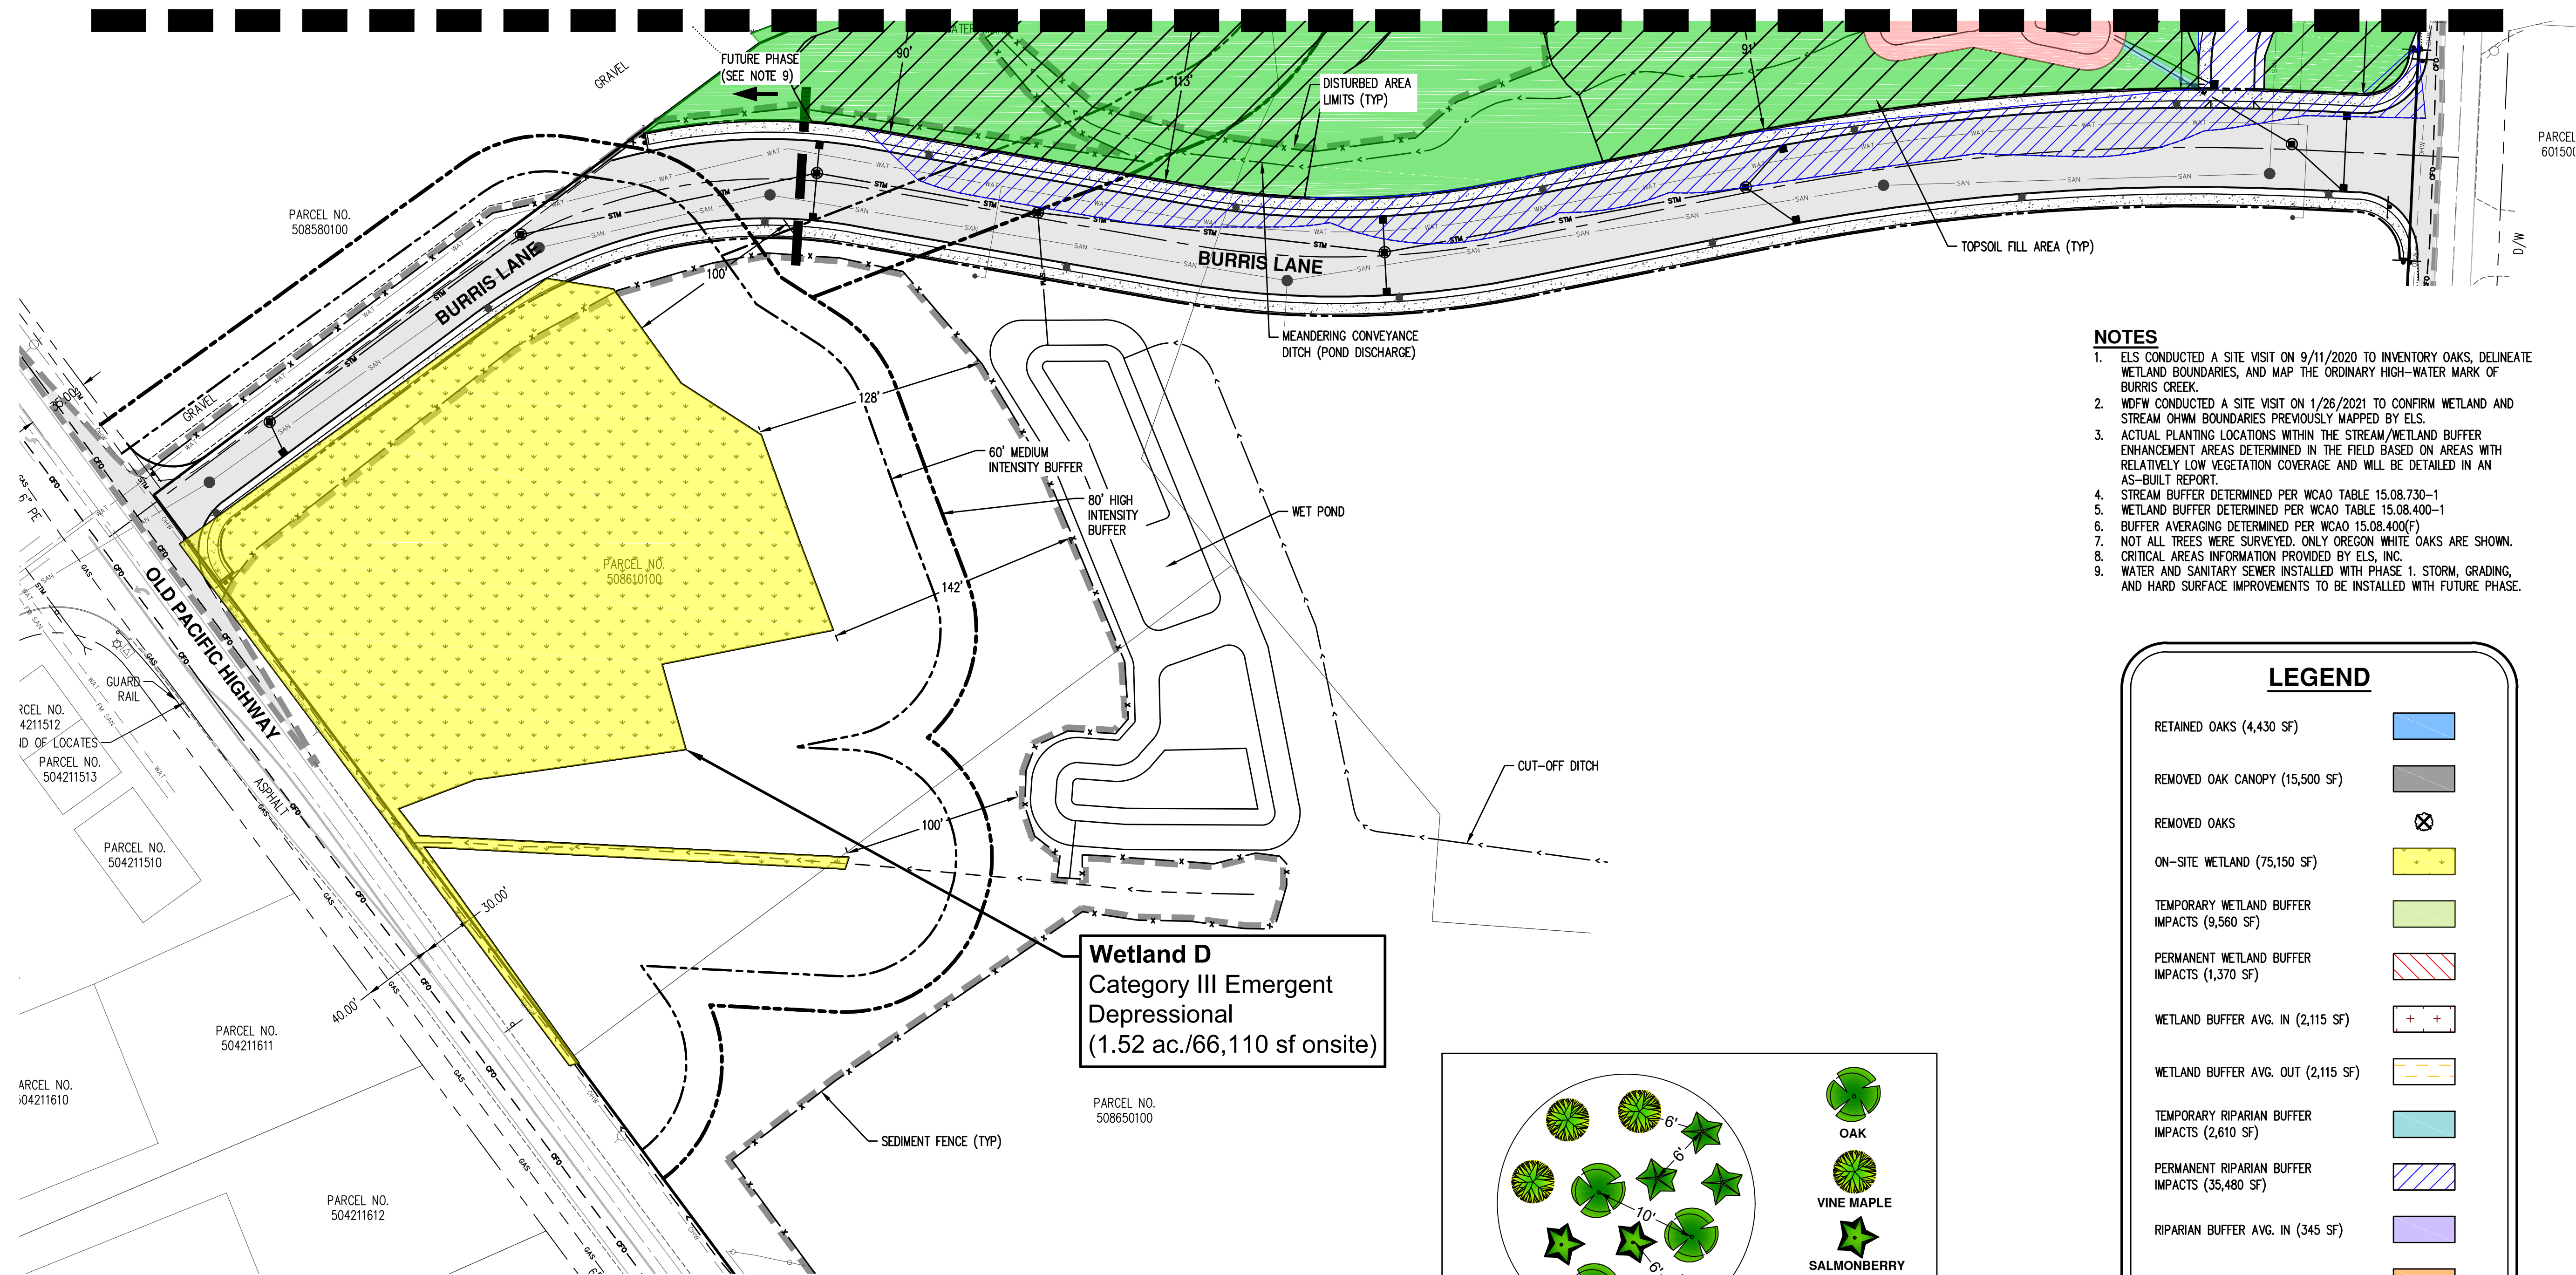 FUTURE PHASE
(SEE NOTE 9)
GRAVEL
90'
113'
91'
DISTURBED AREA
LIMITS (TYP)
PARCEL NO.
508580100
TOPSOIL FILL AREA (TYP)
D/W
BURRIS LANE
BURRIS LANE
100'
MEANDERING CONVEYANCE
DITCH (POND DISCHARGE)
GRAVEL
128'
60' MEDIUM
INTENSITY BUFFER
80' HIGH
INTENSITY
BUFFER
WET POND
PARCEL NO.
508610100
142'
OLD PACIFIC HIGHWAY
GUARD
RAIL
RCEL NO.
4211512
ND OF LOCATES
PARCEL NO.
504211513
ASPHALT
CUT-OFF DITCH
100'
PARCEL NO.
504211510
30.00'
40.00'
Wetland D
Category III Emergent
Depressional
(1.52 ac./66,110 sf onsite)
PARCEL NO.
504211611
ARCEL NO.
504211610
PARCEL NO.
508650100
SEDIMENT FENCE (TYP)
PARCEL NO.
504211612
NOTES
1. ELS CONDUCTED A SITE VISIT ON 9/11/2020 TO INVENTORY OAKS, DELINEATE
WETLAND BOUNDARIES, AND MAP THE ORDINARY HIGH-WATER MARK OF
BURRIS CREEK.
2. WDFW CONDUCTED A SITE VISIT ON 1/26/2021 TO CONFIRM WETLAND AND
STREAM OHWM BOUNDARIES PREVIOUSLY MAPPED BY ELS.
3. ACTUAL PLANTING LOCATIONS WITHIN THE STREAM/WETLAND BUFFER
ENHANCEMENT AREAS DETERMINED IN THE FIELD BASED ON AREAS WITH
RELATIVELY LOW VEGETATION COVERAGE AND WILL BE DETAILED IN AN
AS-BUILT REPORT.
4. STREAM BUFFER DETERMINED PER WCAO TABLE 15.08.730-1
5. WETLAND BUFFER DETERMINED PER WCAO TABLE 15.08.400-1
6. BUFFER AVERAGING DETERMINED PER WCAO 15.08.400(F)
7. NOT ALL TREES WERE SURVEYED. ONLY OREGON WHITE OAKS ARE SHOWN.
8. CRITICAL AREAS INFORMATION PROVIDED BY ELS, INC.
9. WATER AND SANITARY SEWER INSTALLED WITH PHASE 1. STORM, GRADING,
AND HARD SURFACE IMPROVEMENTS TO BE INSTALLED WITH FUTURE PHASE.
LEGEND
RETAINED OAKS (4,430 SF)
REMOVED OAK CANOPY (15,500 SF)
REMOVED OAKS
ON-SITE WETLAND (75,150 SF)
TEMPORARY WETLAND BUFFER
IMPACTS (9,560 SF)
PERMANENT WETLAND BUFFER
IMPACTS (1,370 SF)
WETLAND BUFFER AVG. IN (2,115 SF)
WETLAND BUFFER AVG. OUT (2,115 SF)
TEMPORARY RIPARIAN BUFFER
IMPACTS (2,610 SF)
PERMANENT RIPARIAN BUFFER
IMPACTS (35,480 SF)
RIPARIAN BUFFER AVG. IN (345 SF)
6'
6'
10'
6'
OAK
VINE MAPLE
SALMONBERRY